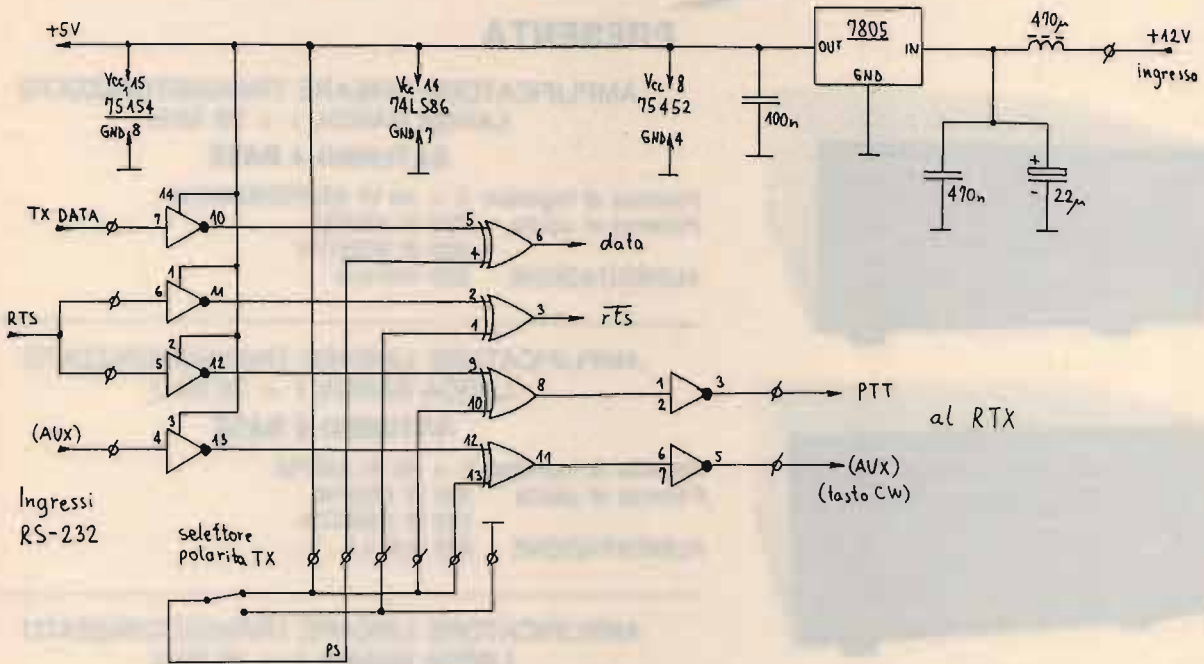 +5V
Vcc 15
75154
GND 8
Vcc 14
74LS86
GND 7
Vcc 8
75452
GND 4
100n
OUT
7805
IN
GND
470µ
+12V
ingresso
470n
+
-
22µ
TX DATA
7
14
10
5
4
6
data
RTS
6
1
11
2
1
3
rts
5
2
12
9
10
8
1
2
3
PTT
(AUX)
4
3
13
12
13
11
6
7
5
(AUX)
(tasto CW)
al RTX
Ingressi
RS-232
selettore
polarita TX
PS